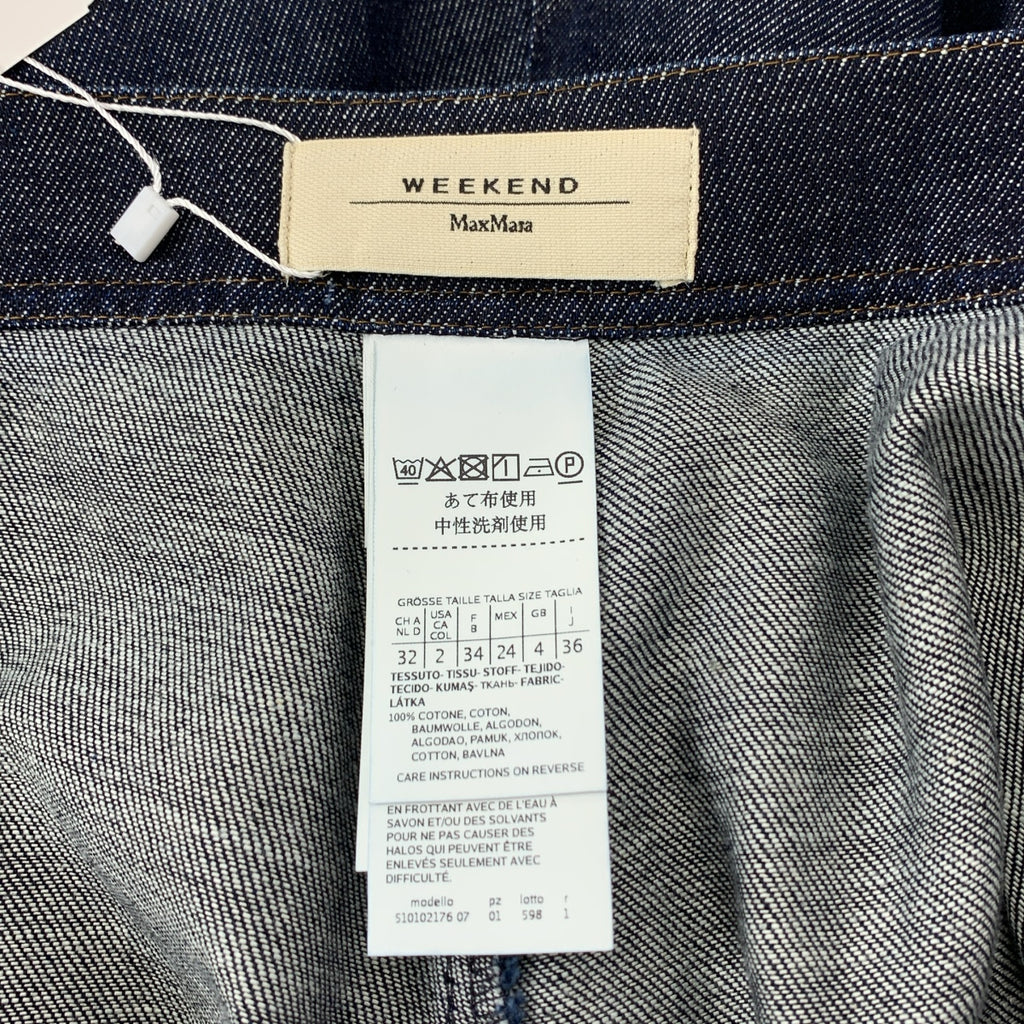 WEEKEND
MaxMara
40 P
あて布使用
中性洗剤使用
GRÖSSE TAILLE TALLA SIZE TAGLIA
CH A NL D USA CA COL F B MEX GB I J
32 2 34 24 4 36
TESSUTO- TISSU- STOFF- TEJIDO-
TECIDO- KUMAŞ- ТКАНЬ- FABRIC-
LÁTKA
100% COTONE, COTON,
BAUMWOLLE, ALGODON,
ALGODAO, PAMUK, ХЛОПОК,
COTTON, BAVLNA
CARE INSTRUCTIONS ON REVERSE
EN FROTTANT AVEC DE L'EAU À
SAVON ET/OU DES SOLVANTS
POUR NE PAS CAUSER DES
HALOS QUI PEUVENT ÊTRE
ENLEVÉS SEULEMENT AVEC
DIFFICULTÉ.
modello pz lotto r
510102176 07 01 598 1